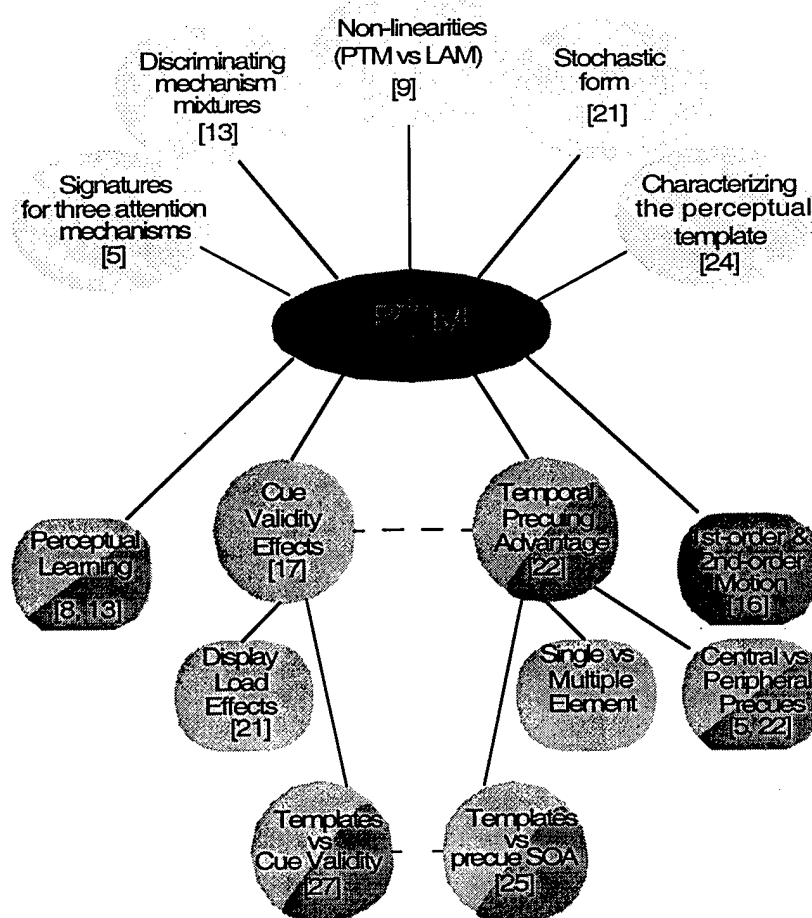 Non-linearities
(PTM vs LAM)
[9]
Discriminating
mechanism
mixtures
[13]
Stochastic
form
[21]
Signatures
for three attention
mechanisms
[5]
Characterizing
the perceptual
template
[24]
Cue
Validity
Effects
[17]
Temporal
Precuing
Advantage
[22]
Perceptual
Learning
[8, 13]
1st-order &
2nd-order
Motion
[16]
Display
Load
Effects
[21]
Single vs
Multiple
Element
Central vs
Peripheral
Precues
[5, 22]
Templates
vs
Cue Validity
[27]
Templates
vs
precue SOA
[25]